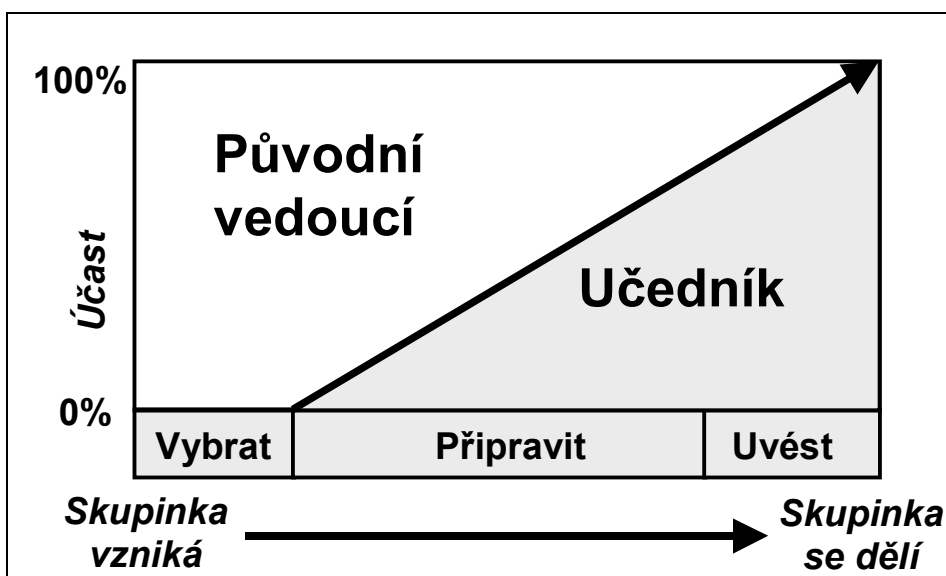 100%
Původní
vedoucí
Účast
Učedník
0%
Vybrat
Připravit
Uvést
Skupinka
vzniká
Skupinka
se dělí